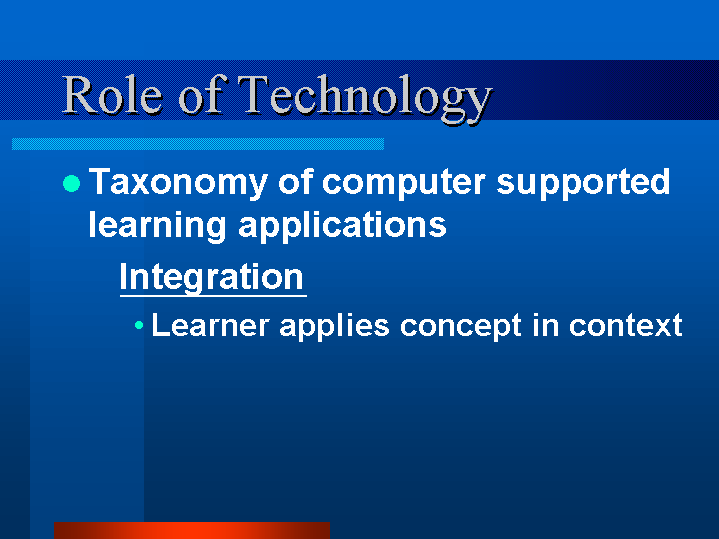 Role of Technology
● Taxonomy of computer supported
learning applications
Integration
• Learner applies concept in context